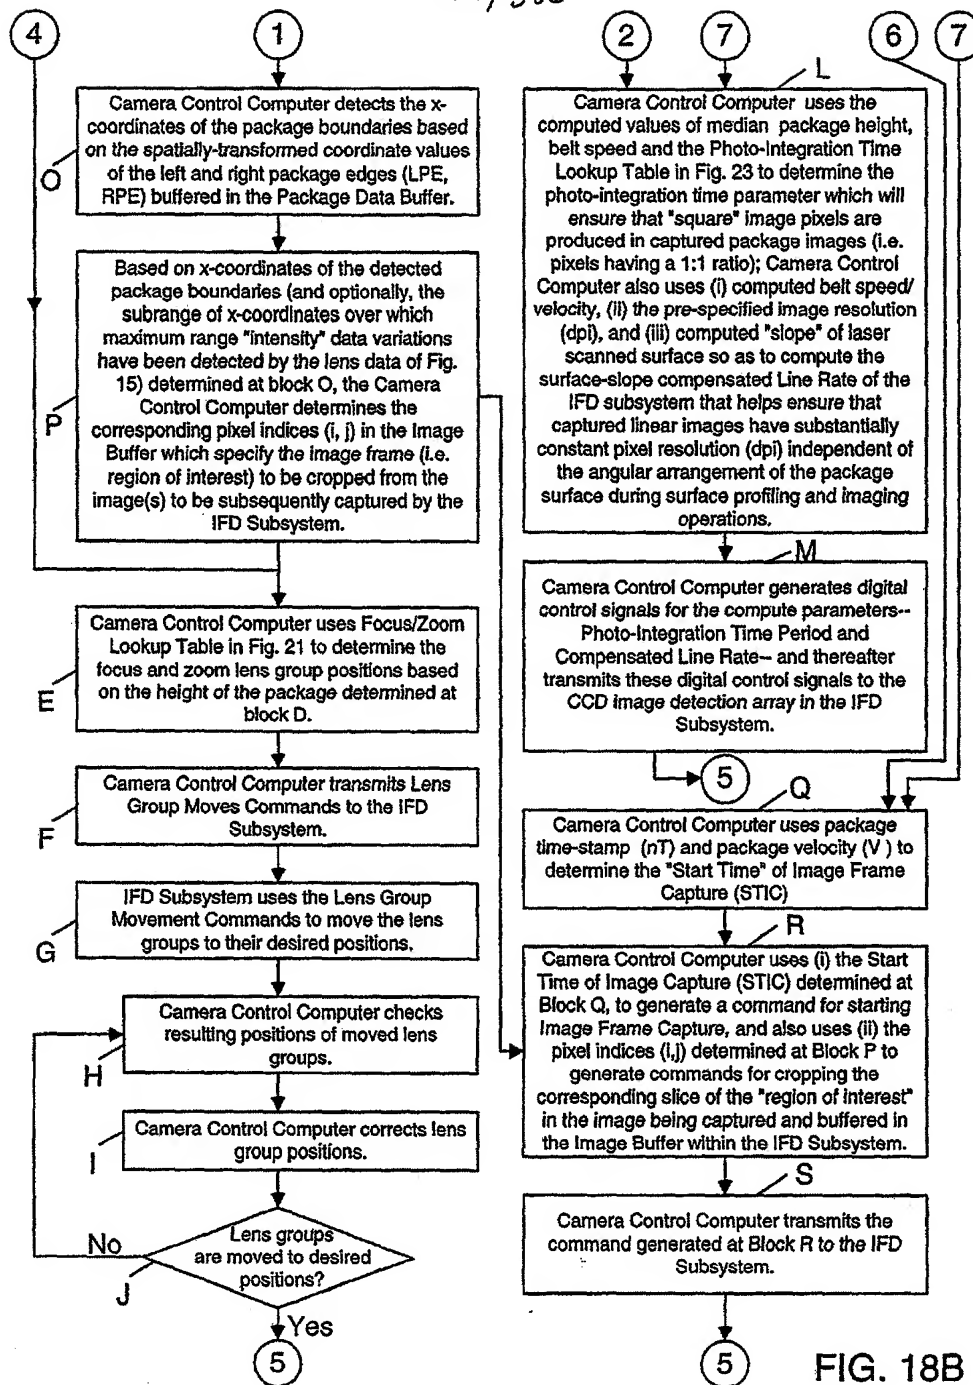 4
1
2
7
6
7
O
Camera Control Computer detects the x-
coordinates of the package boundaries based
on the spatially-transformed coordinate values
of the left and right package edges (LPE,
RPE) buffered in the Package Data Buffer.
P
Based on x-coordinates of the detected
package boundaries (and optionally, the
subrange of x-coordinates over which
maximum range "intensity" data variations
have been detected by the lens data of Fig.
15) determined at block O, the Camera
Control Computer determines the
corresponding pixel indices (i, j) in the Image
Buffer which specify the image frame (i.e.
region of interest) to be cropped from the
image(s) to be subsequently captured by the
IFD Subsystem.
E
Camera Control Computer uses Focus/Zoom
Lookup Table in Fig. 21 to determine the
focus and zoom lens group positions based
on the height of the package determined at
block D.
F
Camera Control Computer transmits Lens
Group Moves Commands to the IFD
Subsystem.
G
IFD Subsystem uses the Lens Group
Movement Commands to move the lens
groups to their desired positions.
H
Camera Control Computer checks
resulting positions of moved lens
groups.
I
Camera Control Computer corrects lens
group positions.
No
J
Lens groups
are moved to desired
positions?
Yes
5
L
Camera Control Computer uses the
computed values of median package height,
belt speed and the Photo-Integration Time
Lookup Table in Fig. 23 to determine the
photo-integration time parameter which will
ensure that "square" image pixels are
produced in captured package images (i.e.
pixels having a 1:1 ratio); Camera Control
Computer also uses (i) computed belt speed/
velocity, (ii) the pre-specified image resolution
(dpi), and (iii) computed "slope" of laser
scanned surface so as to compute the
surface-slope compensated Line Rate of the
IFD subsystem that helps ensure that
captured linear images have substantially
constant pixel resolution (dpi) independent of
the angular arrangement of the package
surface during surface profiling and imaging
operations.
M
Camera Control Computer generates digital
control signals for the compute parameters--
Photo-Integration Time Period and
Compensated Line Rate-- and thereafter
transmits these digital control signals to the
CCD image detection array in the IFD
Subsystem.
5
Q
Camera Control Computer uses package
time-stamp (nT) and package velocity (V ) to
determine the "Start Time" of Image Frame
Capture (STIC)
R
Camera Control Computer uses (i) the Start
Time of Image Capture (STIC) determined at
Block Q, to generate a command for starting
Image Frame Capture, and also uses (ii) the
pixel indices (i,j) determined at Block P to
generate commands for cropping the
corresponding slice of the "region of interest"
in the image being captured and buffered in
the Image Buffer within the IFD Subsystem.
S
Camera Control Computer transmits the
command generated at Block R to the IFD
Subsystem.
5
FIG. 18B